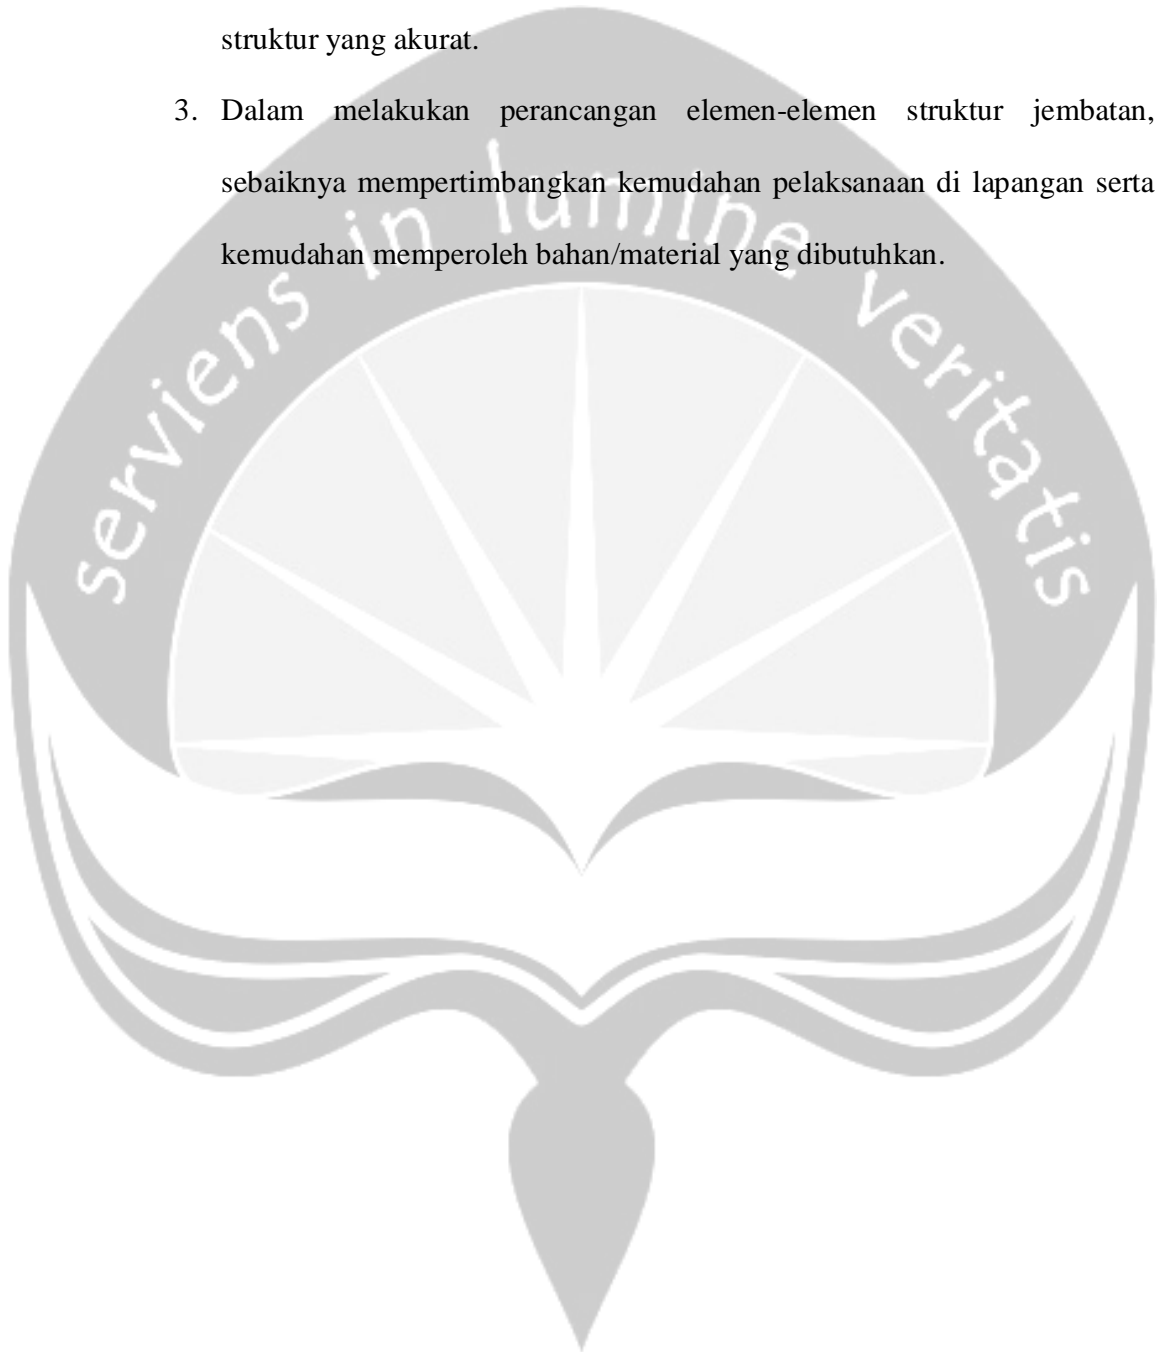 struktur yang akurat.
3. Dalam melakukan perancangan elemen-elemen struktur jembatan,
sebaiknya mempertimbangkan kemudahan pelaksanaan di lapangan serta
kemudahan memperoleh bahan/material yang dibutuhkan.
serviens in lumine veritatis